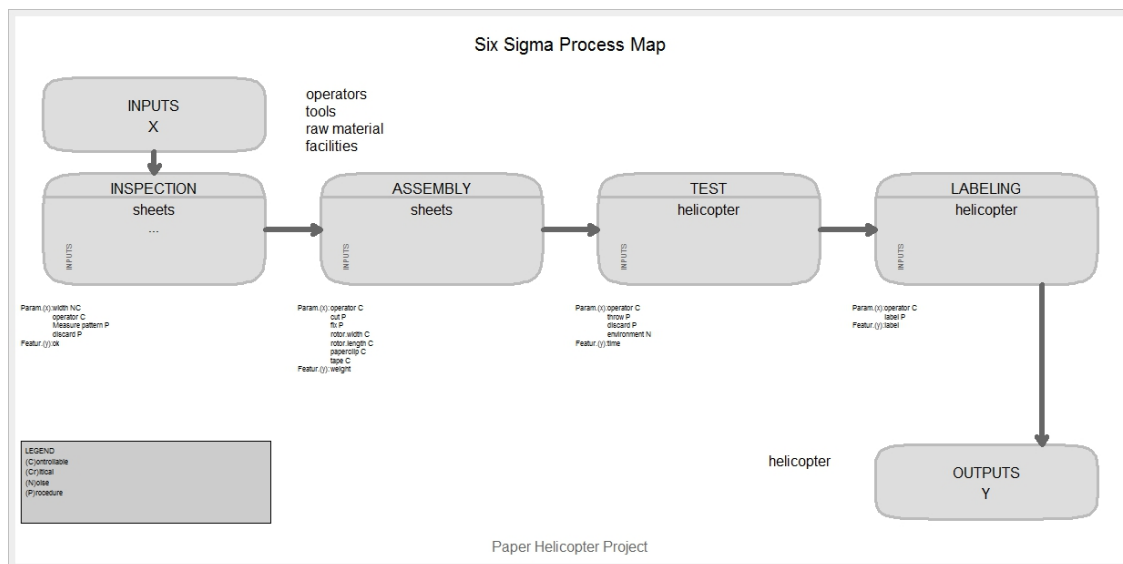 Six Sigma Process Map
INPUTS
X
operators
tools
raw material
facilities
INSPECTION
sheets
...
INPUTS
ASSEMBLY
sheets
INPUTS
TEST
helicopter
INPUTS
LABELING
helicopter
INPUTS
Param.(x):width NC
operator C
Measure pattern P
discard P
Featur.(y):ok
Param.(x):operator C
cut P
fix P
rotor.width C
rotor.length C
paperclip C
tape C
Featur.(y):weight
Param.(x):operator C
throw P
discard P
environment N
Featur.(y):time
Param.(x):operator C
label P
Featur.(y):label
LEGEND
(C)ontrollable
(Cr)itical
(N)oise
(P)rocedure
helicopter
OUTPUTS
Y
Paper Helicopter Project